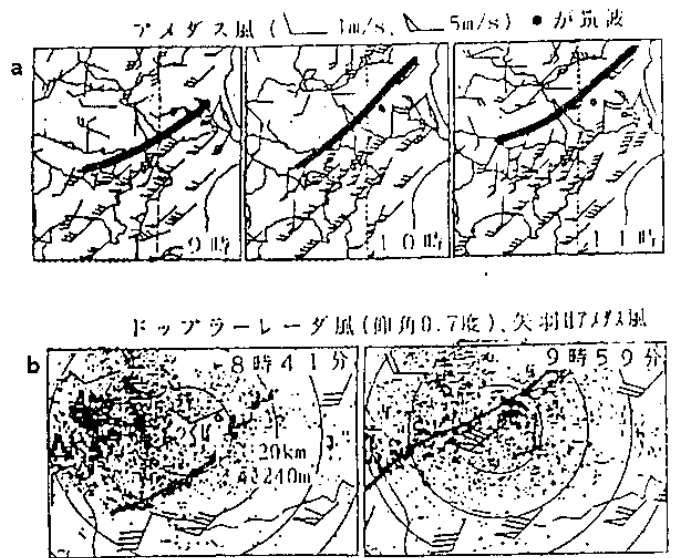 アメダス風(1m/s、5m/s)●が筑波
a
9時
10時
11時
ドップラーレーダ風(仰角0.7度)、矢羽はアメダス風
b
8時41分
9時59分
20km
240m